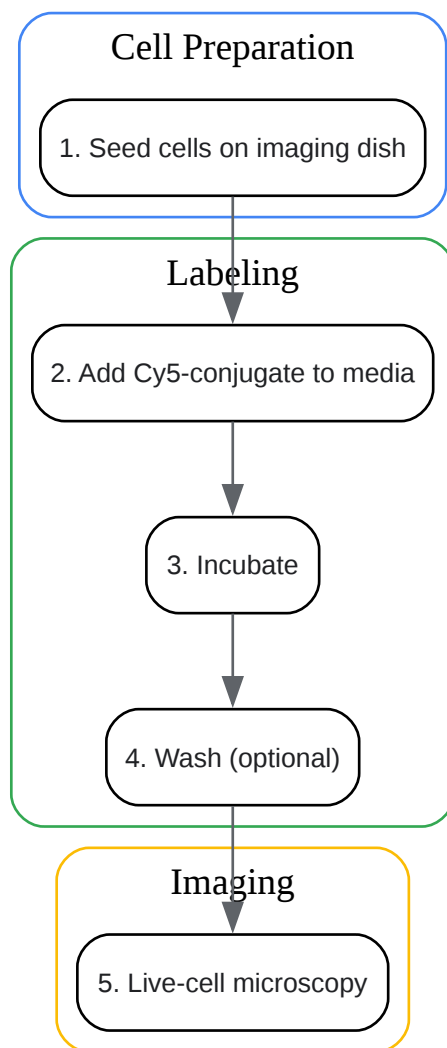 Cell Preparation
1. Seed cells on imaging dish
Labeling
2. Add Cy5-conjugate to media
3. Incubate
4. Wash (optional)
Imaging
5. Live-cell microscopy